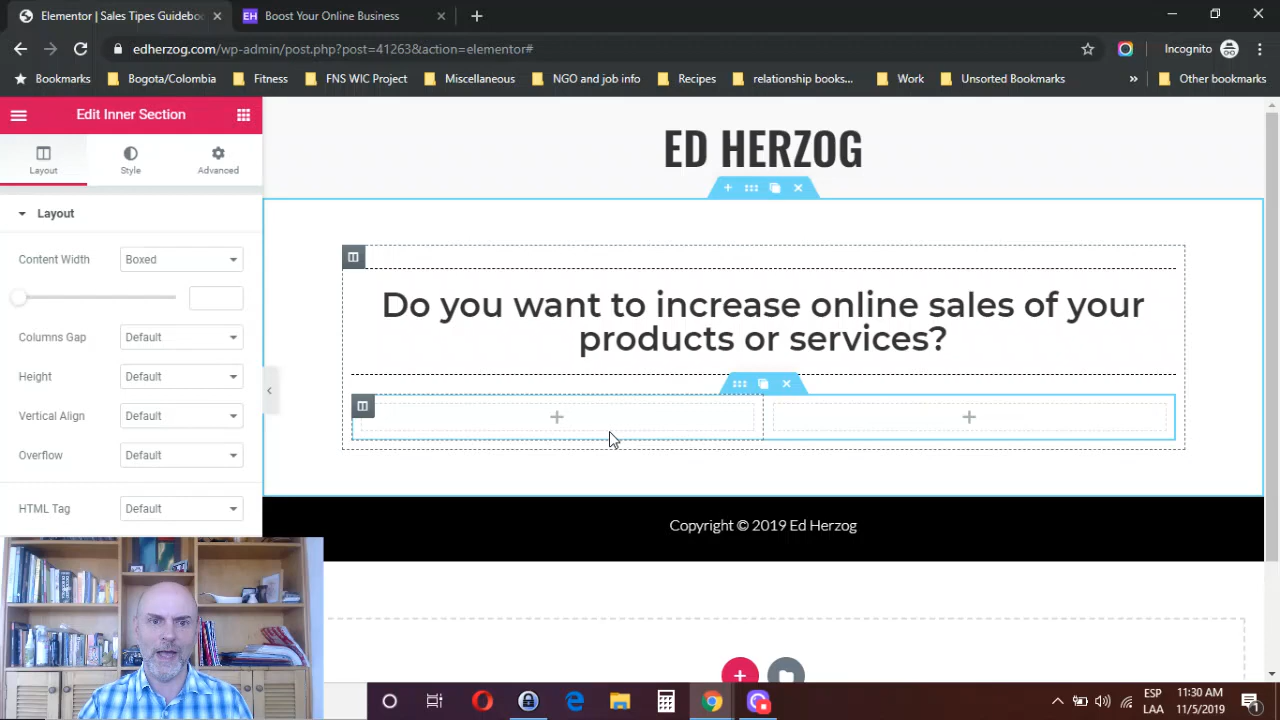 Elementor | Sales Tipes Guidebo
Boost Your Online Business
edherzog.com/wp-admin/post.php?post=41263&action=elementor#
Incognito
Bookmarks
Bogota/Colombia
Fitness
FNS WIC Project
Miscellaneous
NGO and job info
Recipes
relationship books...
Work
Unsorted Bookmarks
Other bookmarks
Edit Inner Section
Layout
Style
Advanced
Layout
Content Width
Boxed
Columns Gap
Default
Height
Default
Vertical Align
Default
Overflow
Default
HTML Tag
Default
ED HERZOG
Do you want to increase online sales of your
products or services?
Copyright © 2019 Ed Herzog
ESP
LAA
11:30 AM
11/5/2019